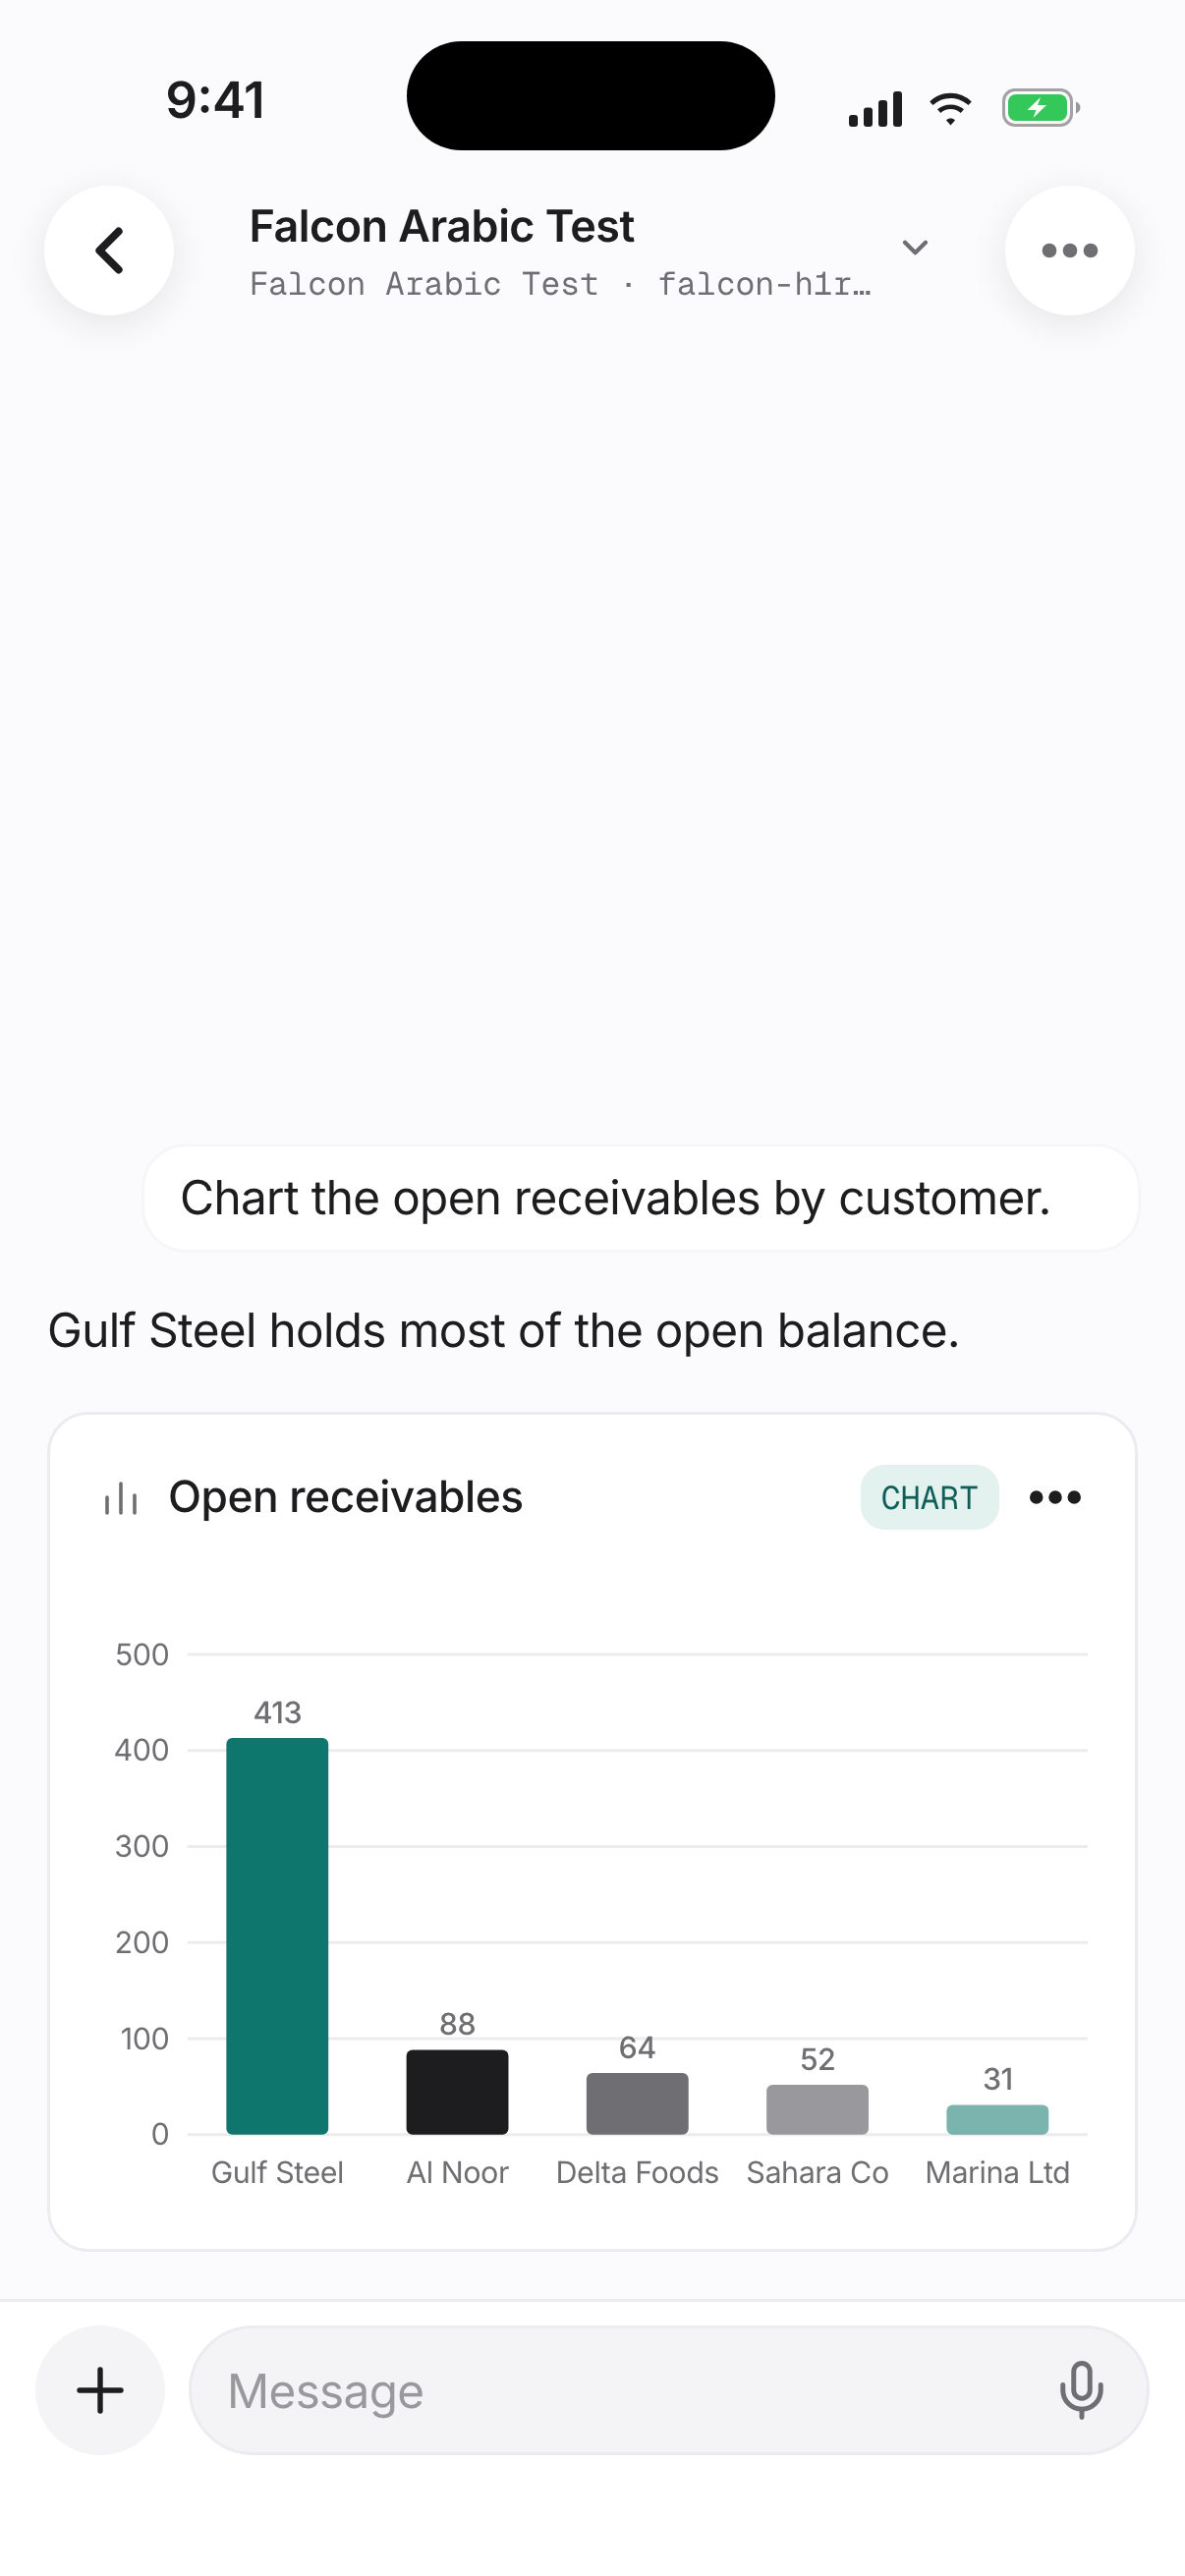 9:41
Falcon Arabic Test
Falcon Arabic Test · falcon-h1r…
Chart the open receivables by customer.
Gulf Steel holds most of the open balance.
Open receivables
CHART
500
413
400
300
200
88
100
64
52
31
0
Gulf Steel
Al Noor
Delta Foods
Sahara Co
Marina Ltd
Message